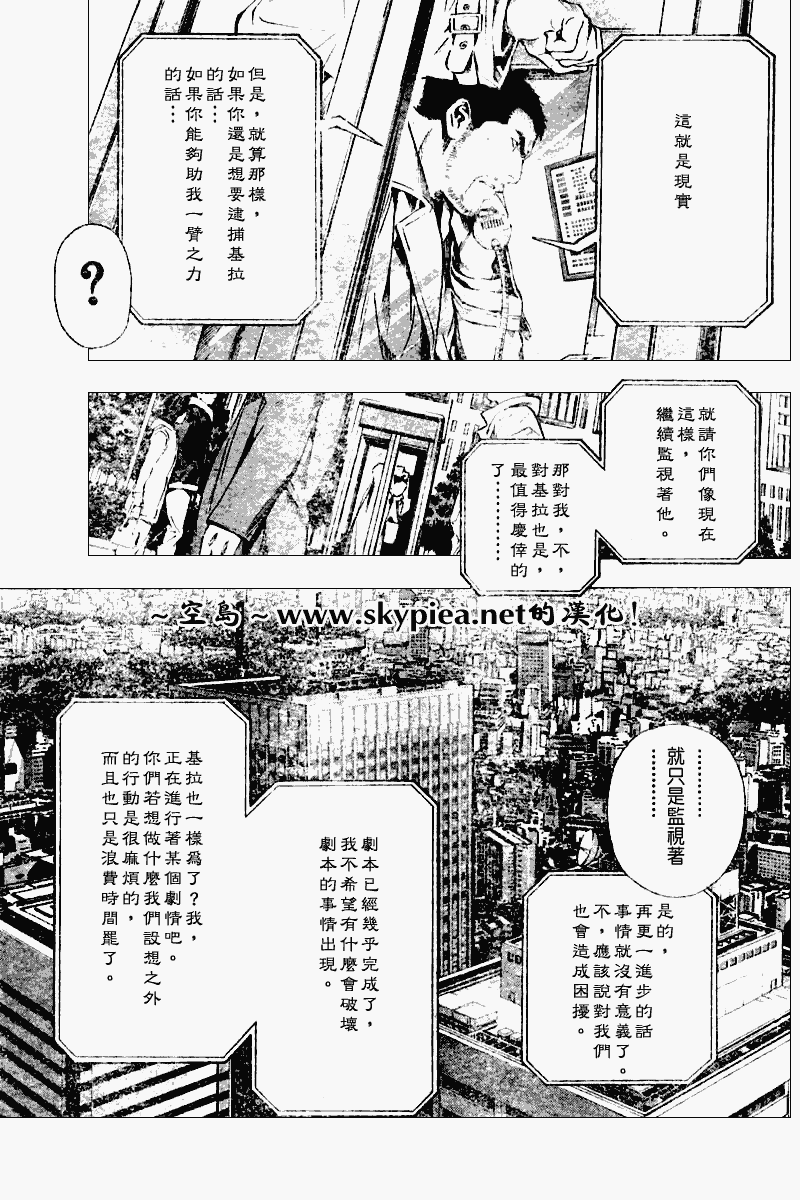 這就是現實
但是，就算那樣，
如果你還是想要逮捕基拉
的話…
如果你能夠助我一臂之力
的話…
？
就請你們像現在
這樣，
繼續監視著他。
那對我，不，
對基拉也是，
最值得慶倖的
了………
～空島～www.skypiea.net的漢化!
………
就只是監視著
………
是的，
再更一進步的話
事情就沒有意義了。
不，應該說對我們
也會造成困擾。
劇本已經幾乎完成了，
我不希望有什麼會破壞
劇本的事情出現。
基拉也一樣爲了？我，
正在進行著某個劇情吧。
你們若想做什麼我們設想之外
的行動是很麻煩的，
而且也只是浪費時間罷了。